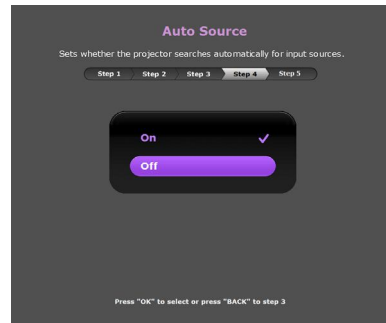 Auto Source
Sets whether the projector searches automatically for input sources.
Step 1 Step 2 Step 3 Step 4 Step 5
On
Off
Press "OK" to select or press "BACK" to step 3